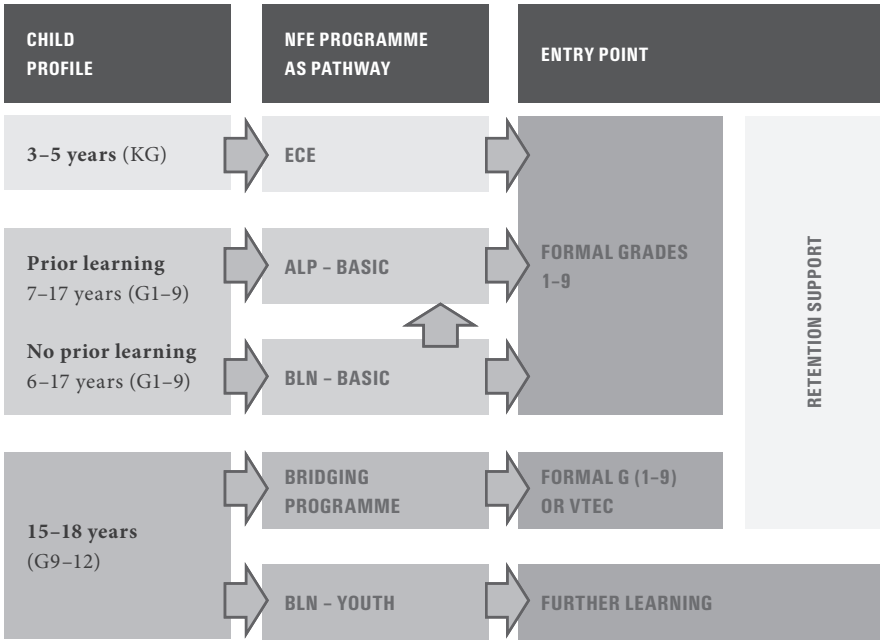 CHILD
PROFILE
NFE PROGRAMME
AS PATHWAY
ENTRY POINT
3–5 years (KG)
ECE
Prior learning
7–17 years (G1–9)
ALP – BASIC
FORMAL GRADES
1–9
No prior learning
6–17 years (G1–9)
BLN – BASIC
RETENTION SUPPORT
15–18 years
(G9–12)
BRIDGING
PROGRAMME
FORMAL G (1–9)
OR VTEC
BLN – YOUTH
FURTHER LEARNING